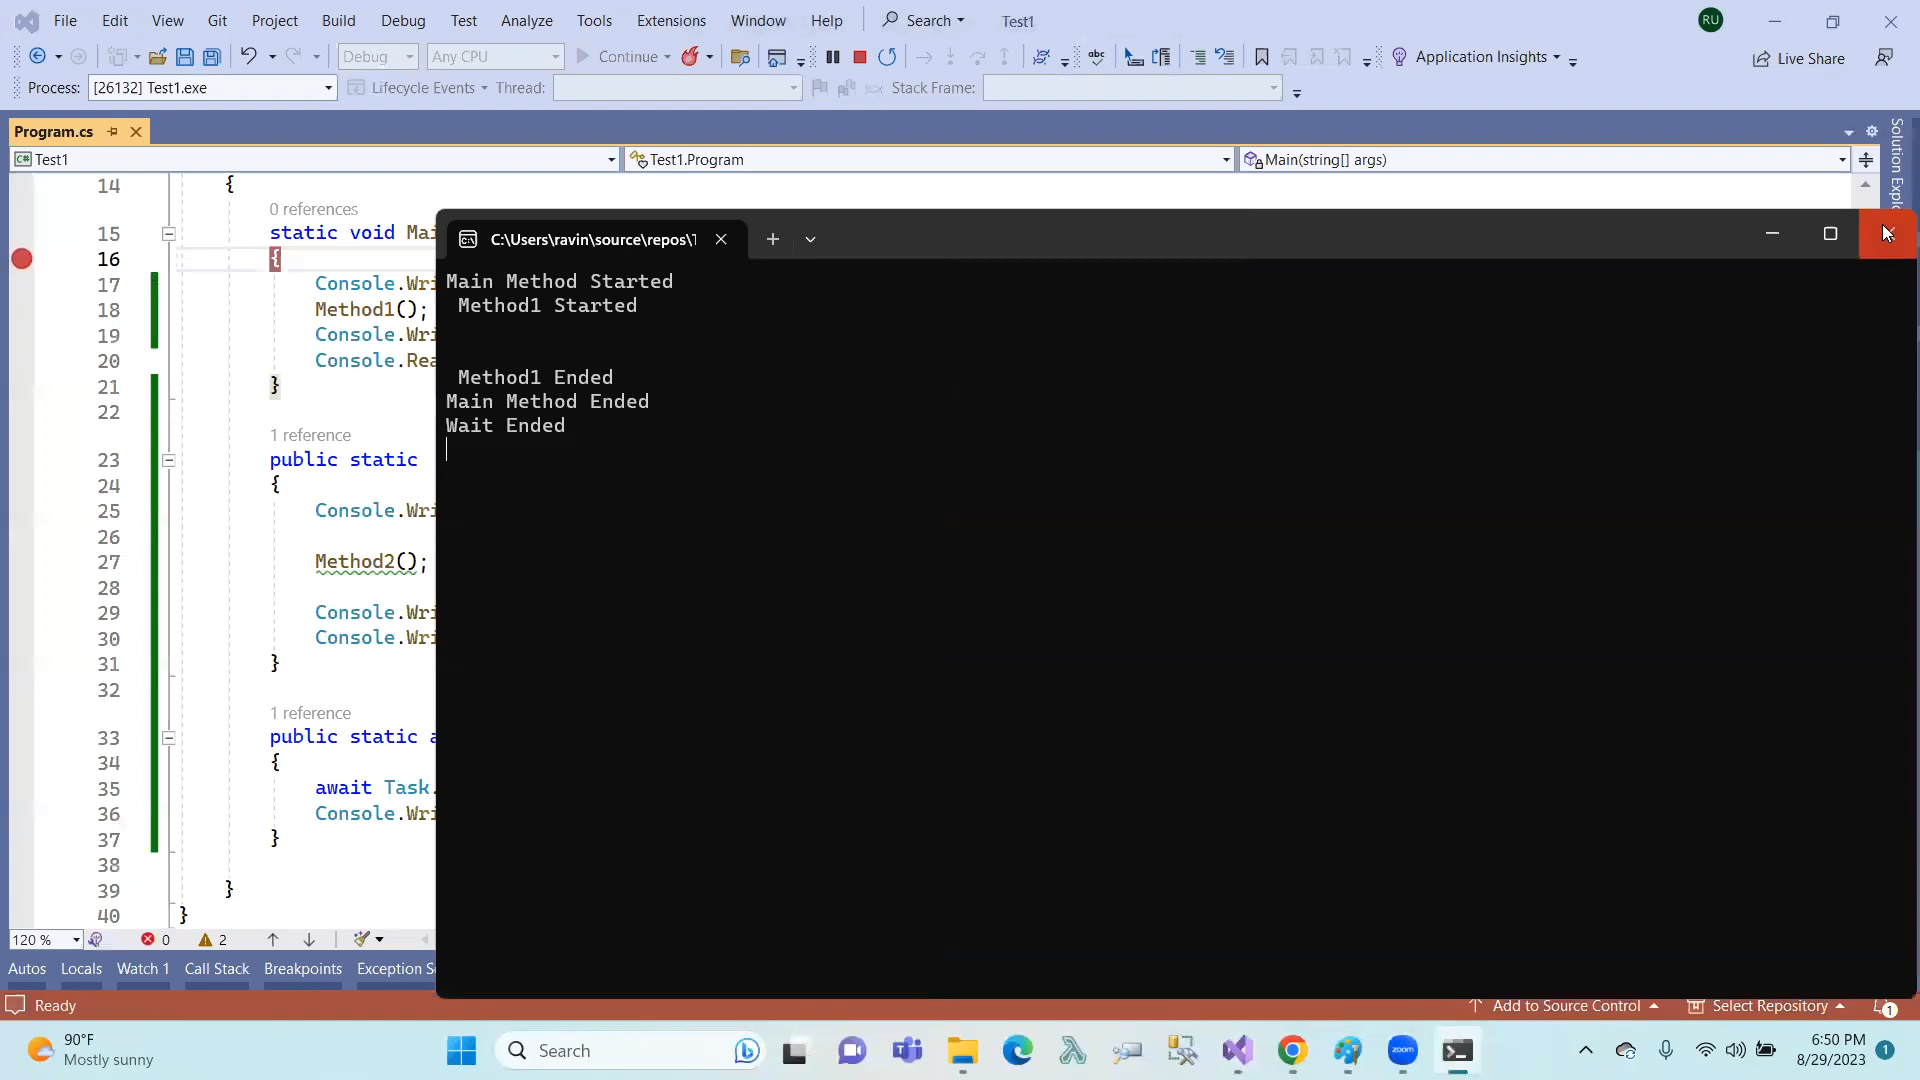 File Edit View Git Project Build Debug Test Analyze Tools Extensions Window Help Search Test1 RU
Debug Any CPU Continue abc Application Insights Live Share
Process: [26132] Test1.exe Lifecycle Events Thread: Stack Frame:
Program.cs
C# Test1 Test1.Program Main(string[] args)
Solution Explo
14 {
0 references
15 static void Mai
16 {
17 Console.Wri
18 Method1();
19 Console.Wri
20 Console.Rea
21 }
22
1 reference
23 public static
24 {
25 Console.Wri
26
27 Method2();
28
29 Console.Wri
30 Console.Wri
31 }
32
1 reference
33 public static a
34 {
35 await Task.
36 Console.Wri
37 }
38
39 }
40 }
C:\Users\ravin\source\repos\T
Main Method Started
Method1 Started
Method1 Ended
Main Method Ended
Wait Ended
120 % 0 2
Autos Locals Watch 1 Call Stack Breakpoints Exception Se
Ready Add to Source Control Select Repository 1
90°F
Mostly sunny
Search
zoom
6:50 PM
8/29/2023
1